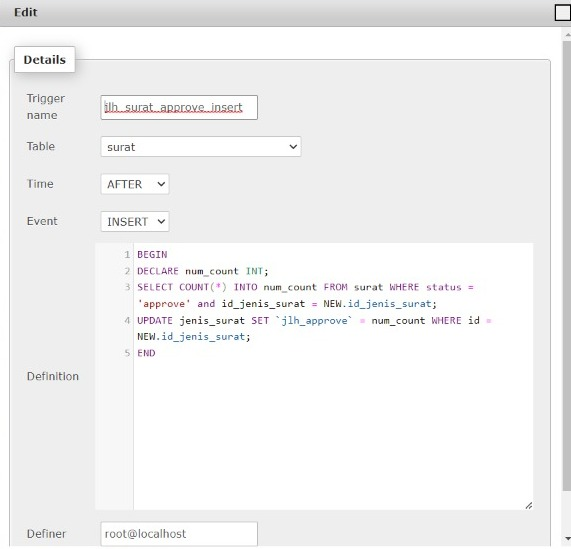 Edit
Details
Trigger
name
jlh_surat_approve_insert
Table
surat
Time
AFTER
Event
INSERT
1 BEGIN
2 DECLARE num_count INT;
3 SELECT COUNT(*) INTO num_count FROM surat WHERE status =
'approve' and id_jenis_surat = NEW.id_jenis_surat;
4 UPDATE jenis_surat SET `jlh_approve` = num_count WHERE id =
NEW.id_jenis_surat;
5 END
Definition
Definer
root@localhost